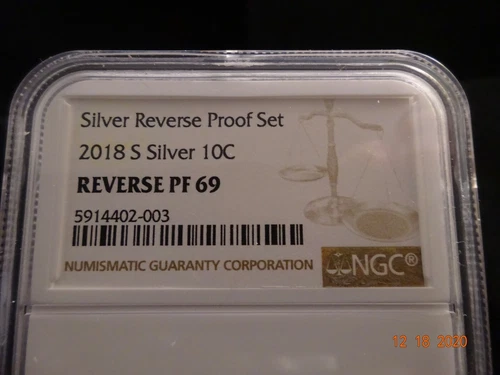 Silver Reverse Proof Set
2018 S Silver 10C
REVERSE PF 69
5914402-003
NUMISMATIC GUARANTY CORPORATION
NGC®
12 18 2020